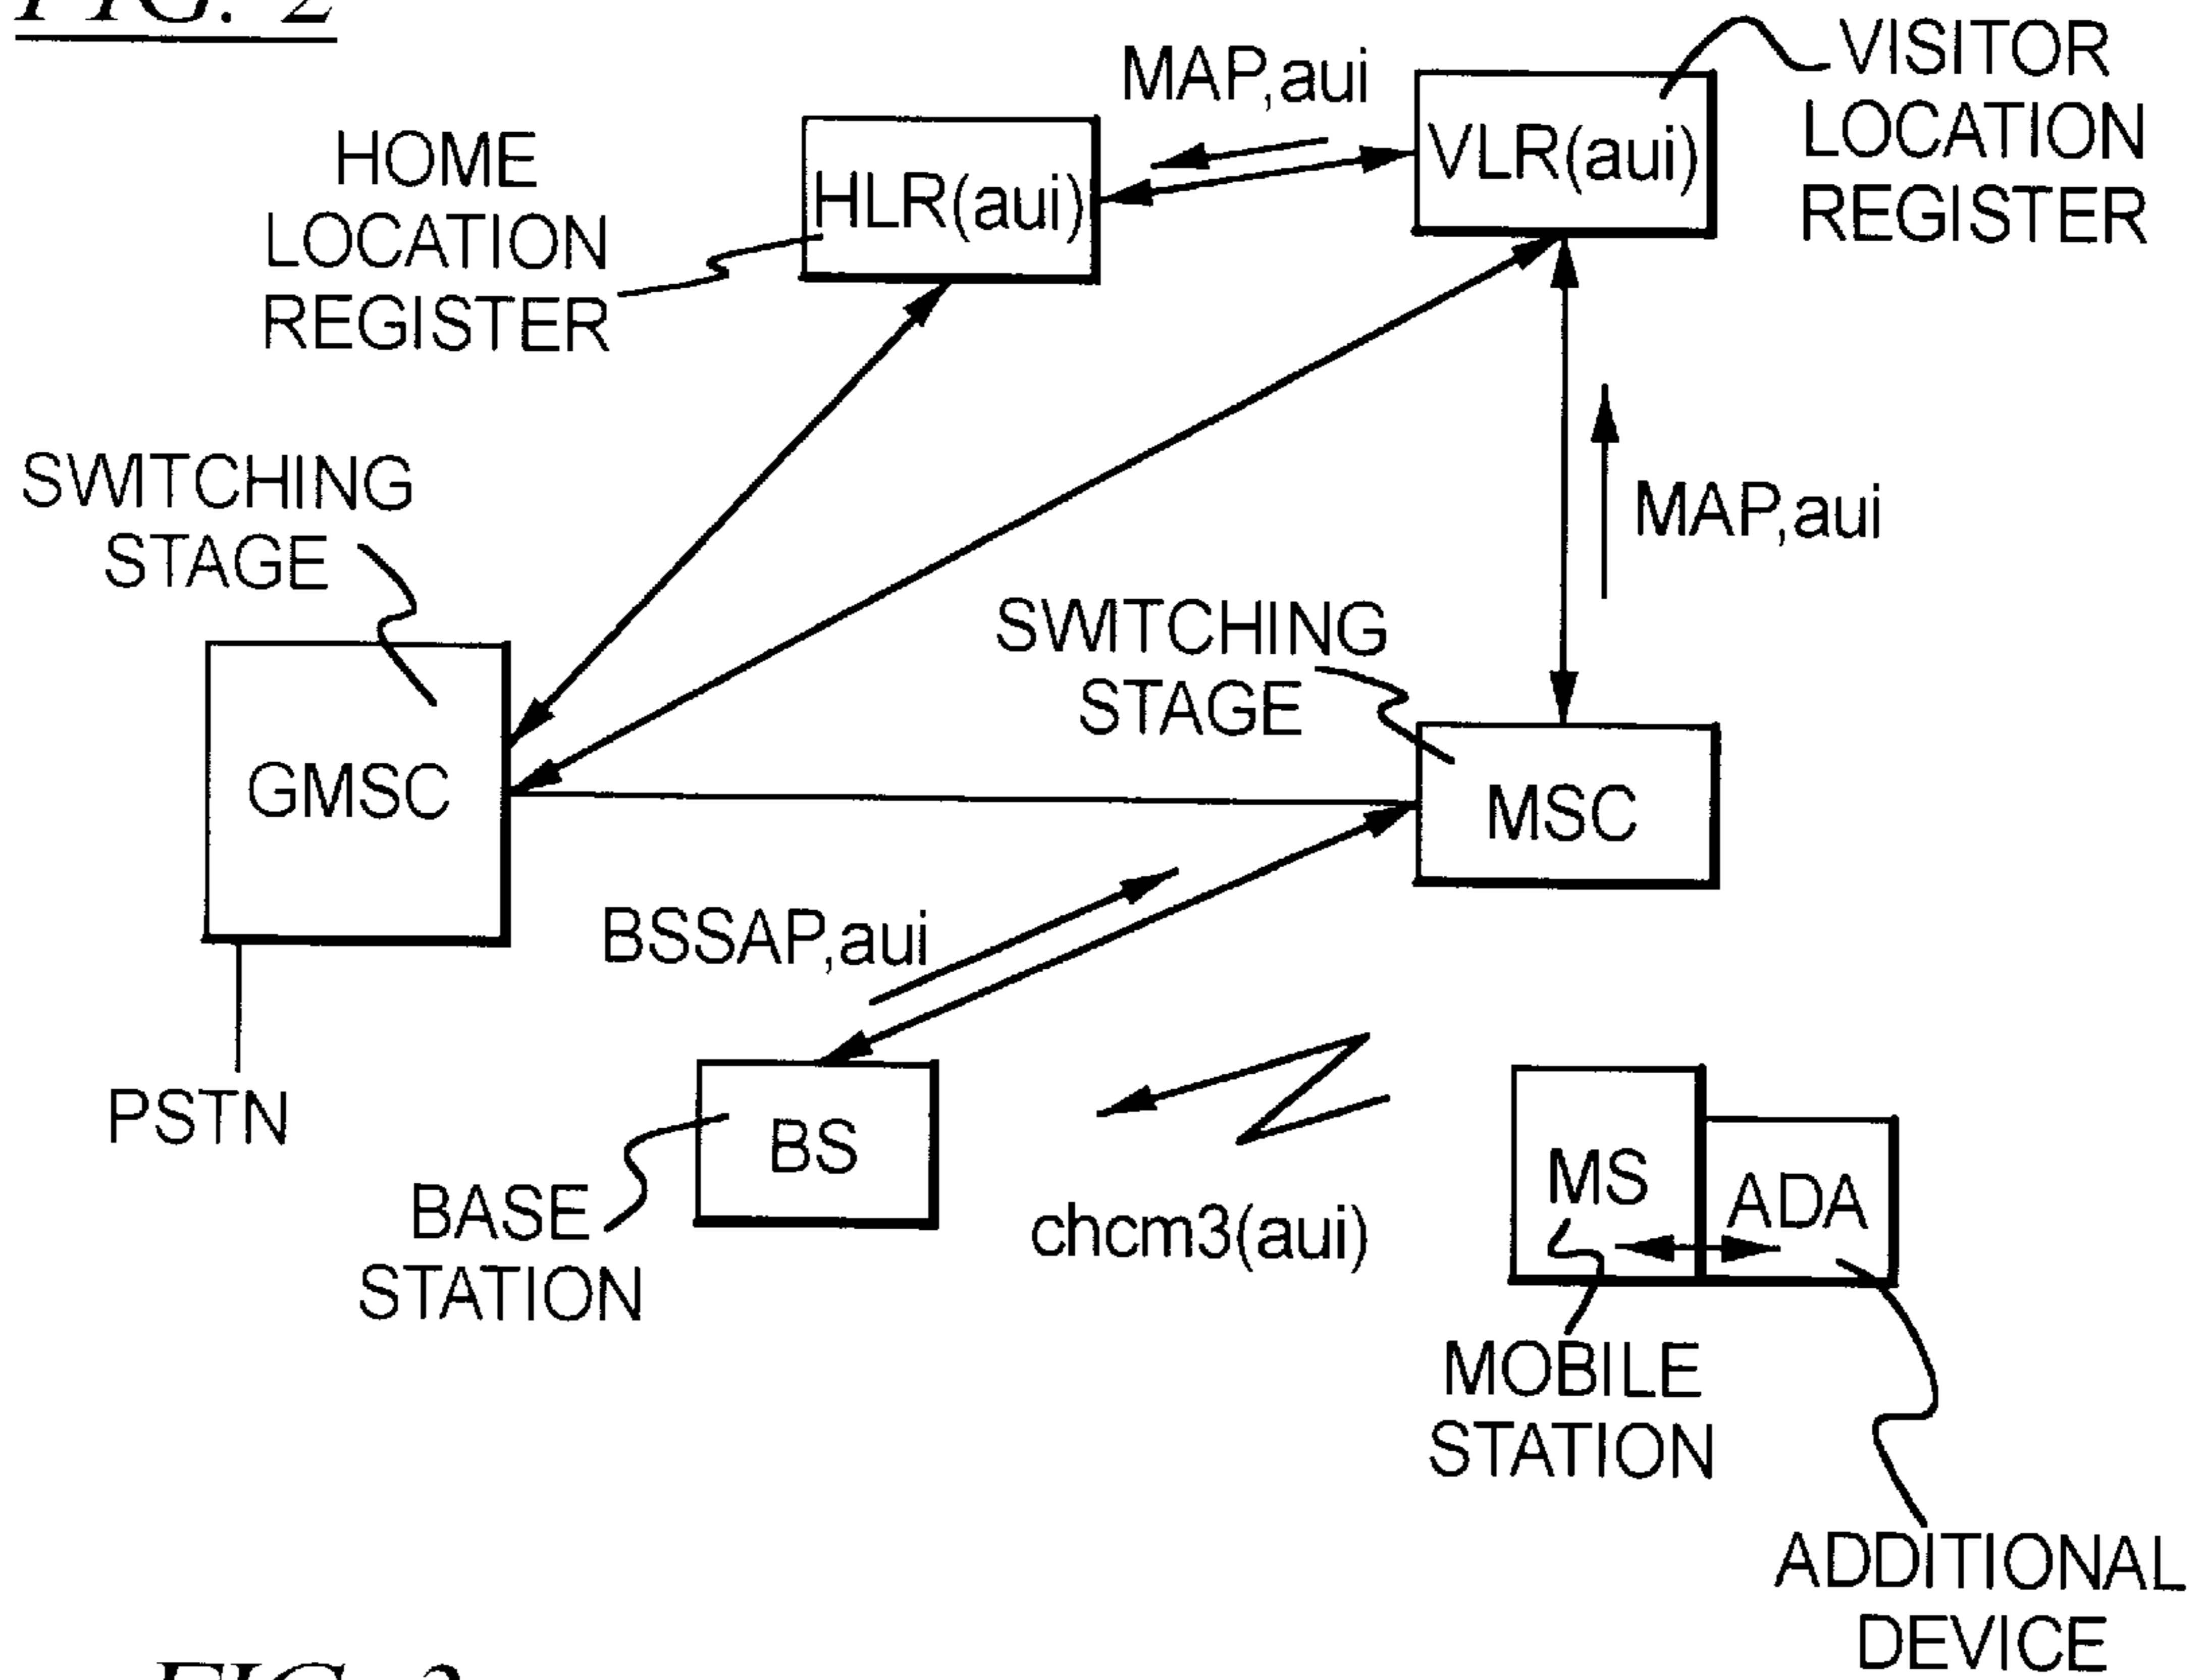 FIG. 2
MAP,aui
VISITOR
LOCATION
REGISTER
VLR(aui)
HOME
LOCATION
REGISTER
HLR(aui)
SWITCHING
STAGE
MAP,aui
SWITCHING
STAGE
GMSC
MSC
BSSAP,aui
PSTN
BS
BASE
STATION
chcm3(aui)
MS
ADA
MOBILE
STATION
ADDITIONAL
DEVICE